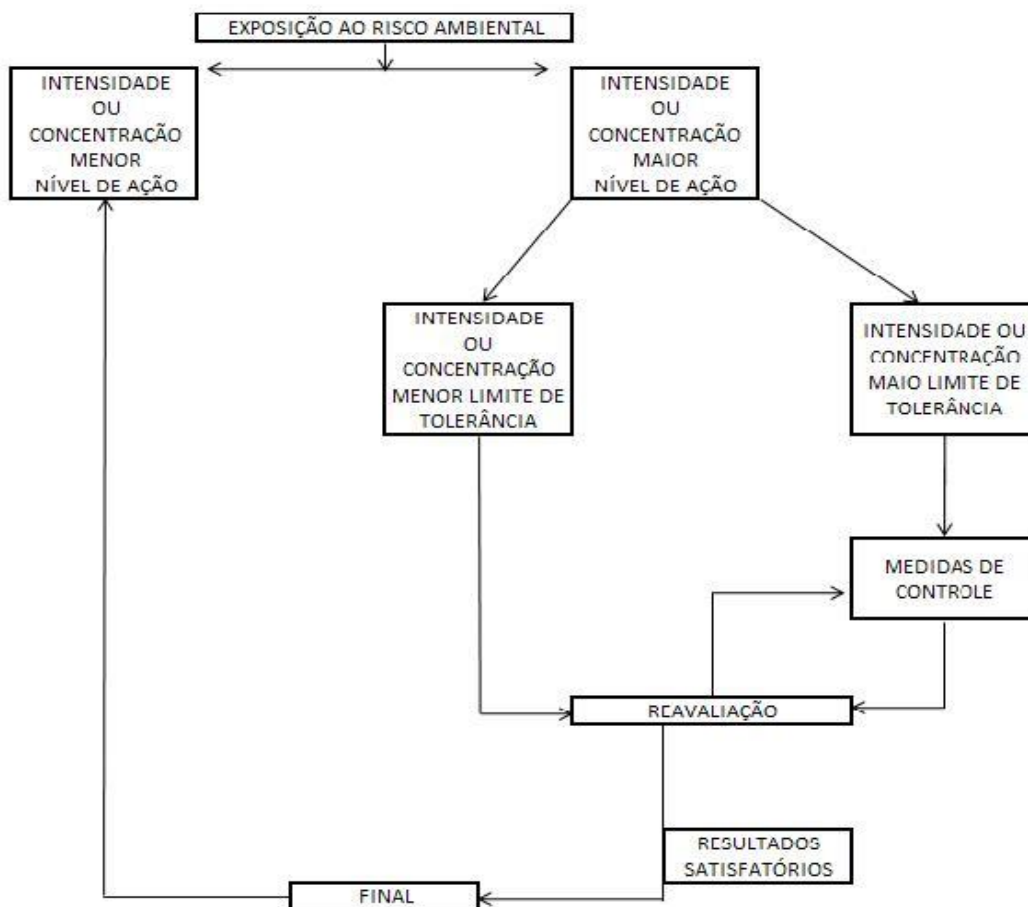 EXPOSIÇÃO AO RISCO AMBIENTAL
INTENSIDADE
OU
CONCENTRAÇÃO
MENOR
NÍVEL DE AÇÃO
INTENSIDADE
OU
CONCENTRAÇÃO
MAIOR
NÍVEL DE AÇÃO
INTENSIDADE
OU
CONCENTRAÇÃO
MENOR LIMITE DE
TOLERÂNCIA
INTENSIDADE OU
CONCENTRAÇÃO
MAIO LIMITE DE
TOLERÂNCIA
MEDIDAS DE
CONTROLE
REAVALIAÇÃO
RESULTADOS
SATISFATÓRIOS
FINAL